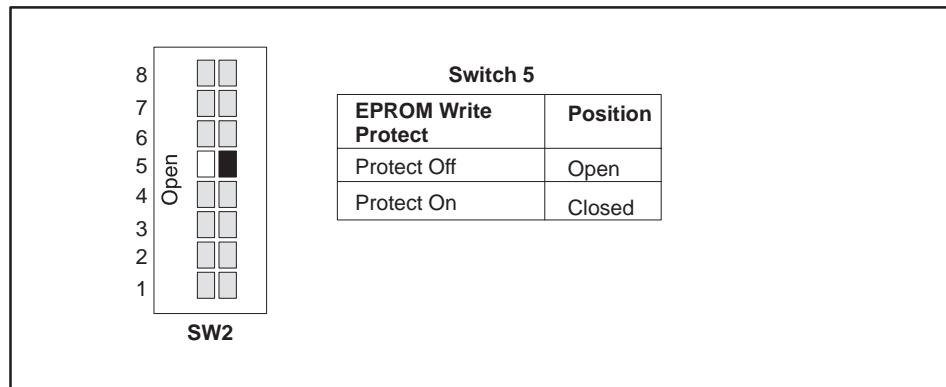 8
7
6
5
4
3
2
1
Open
SW2
Switch 5
EPROM Write Protect
Position
Protect Off
Open
Protect On
Closed